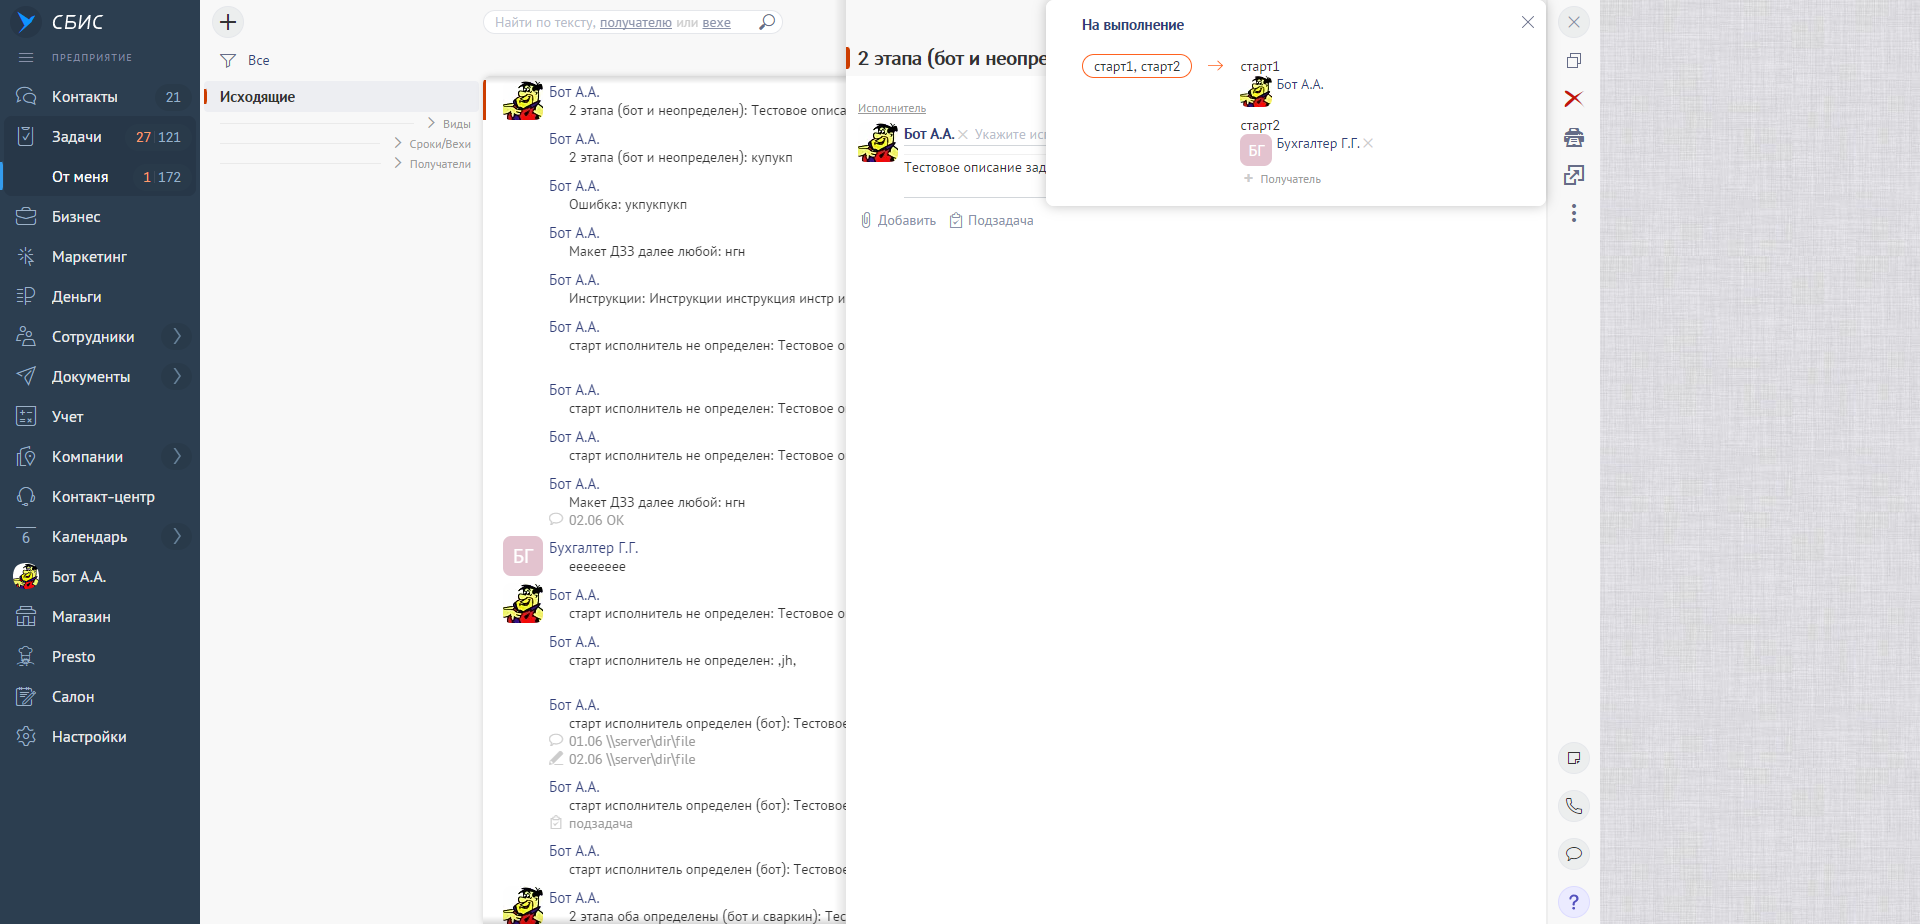 СБИС
ПРЕДПРИЯТИЕ
Контакты 21
Задачи 27 121
От меня 1 172
Бизнес
Маркетинг
Деньги
Сотрудники
Документы
Учет
Компании
Контакт-центр
6 Календарь
Бот А.А.
Магазин
Presto
Салон
Настройки
Найти по тексту, получателю или вехе
Все
Исходящие
Виды
Сроки/Вехи
Получатели
Бот А.А.
2 этапа (бот и неопределен): Тестовое описа
Бот А.А.
2 этапа (бот и неопределен): купукп
Бот А.А.
Ошибка: укпукпукп
Бот А.А.
Макет ДЗЗ далее любой: нгн
Бот А.А.
Инструкции: Инструкции инструкция инстр и
Бот А.А.
старт исполнитель не определен: Тестовое о
Бот А.А.
старт исполнитель не определен: Тестовое о
Бот А.А.
старт исполнитель не определен: Тестовое о
Бот А.А.
Макет ДЗЗ далее любой: нгн
02.06 OK
БГ Бухгалтер Г.Г.
еееееееe
Бот А.А.
старт исполнитель не определен: Тестовое о
Бот А.А.
старт исполнитель не определен: ,jh,
Бот А.А.
старт исполнитель определен (бот): Тестовое
01.06 \\server\dir\file
02.06 \\server\dir\file
Бот А.А.
старт исполнитель определен (бот): Тестовое
подзадача
Бот А.А.
старт исполнитель определен (бот): Тестовое
Бот А.А.
2 этапа оба определены (бот и сваркин): Тес
2 этапа (бот и неопре
Исполнитель
Бот А.А. Укажите ис
Тестовое описание зад
Добавить Подзадача
На выполнение
старт1, старт2
старт1
Бот А.А.
старт2
БГ Бухгалтер Г.Г.
+ Получатель
?